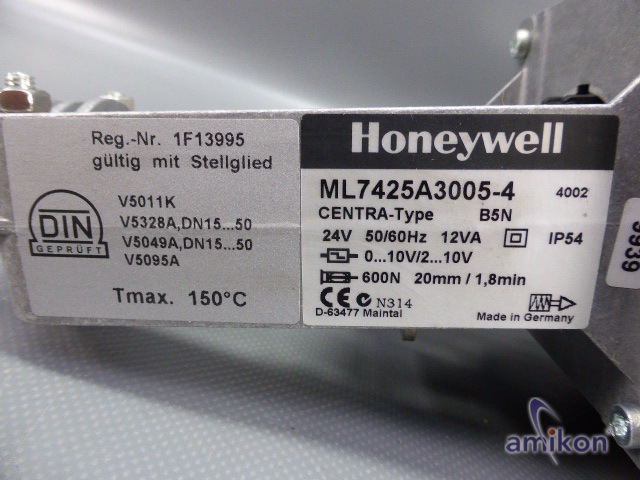 Reg.-Nr. 1F13995
gültig mit Stellglied
DIN
GEPRÜFT
V5011K
V5328A,DN15...50
V5049A,DN15...50
V5095A
Tmax. 150°C
Honeywell
ML7425A3005-4 4002
CENTRA-Type B5N
24V 50/60Hz 12VA IP54
0...10V/2...10V
600N 20mm / 1,8min
CE N314
D-63477 Maintal
Made in Germany
9939
amikon